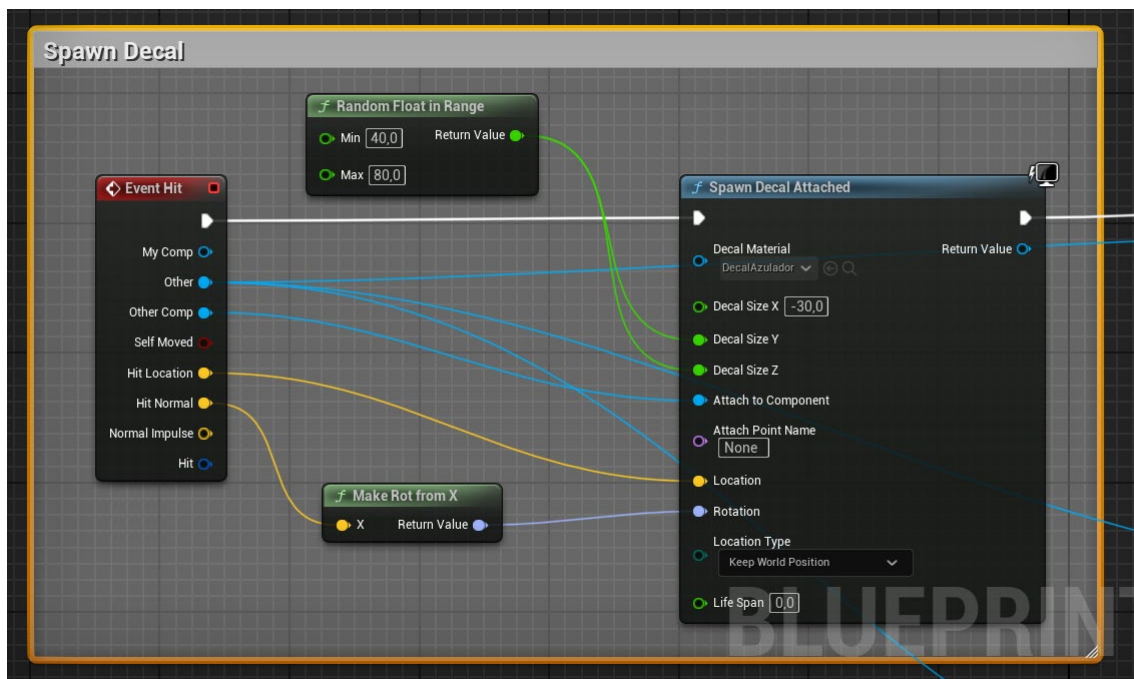 Spawn Decal
Random Float in Range
Min 40,0 Return Value
Max 80,0
Event Hit
My Comp
Other
Other Comp
Self Moved
Hit Location
Hit Normal
Normal Impulse
Hit
Make Rot from X
X Return Value
Spawn Decal Attached
Decal Material Return Value
DecalAzulador
Decal Size X -30,0
Decal Size Y
Decal Size Z
Attach to Component
Attach Point Name
None
Location
Rotation
Location Type
Keep World Position
Life Span 0,0
BLUEPRINT